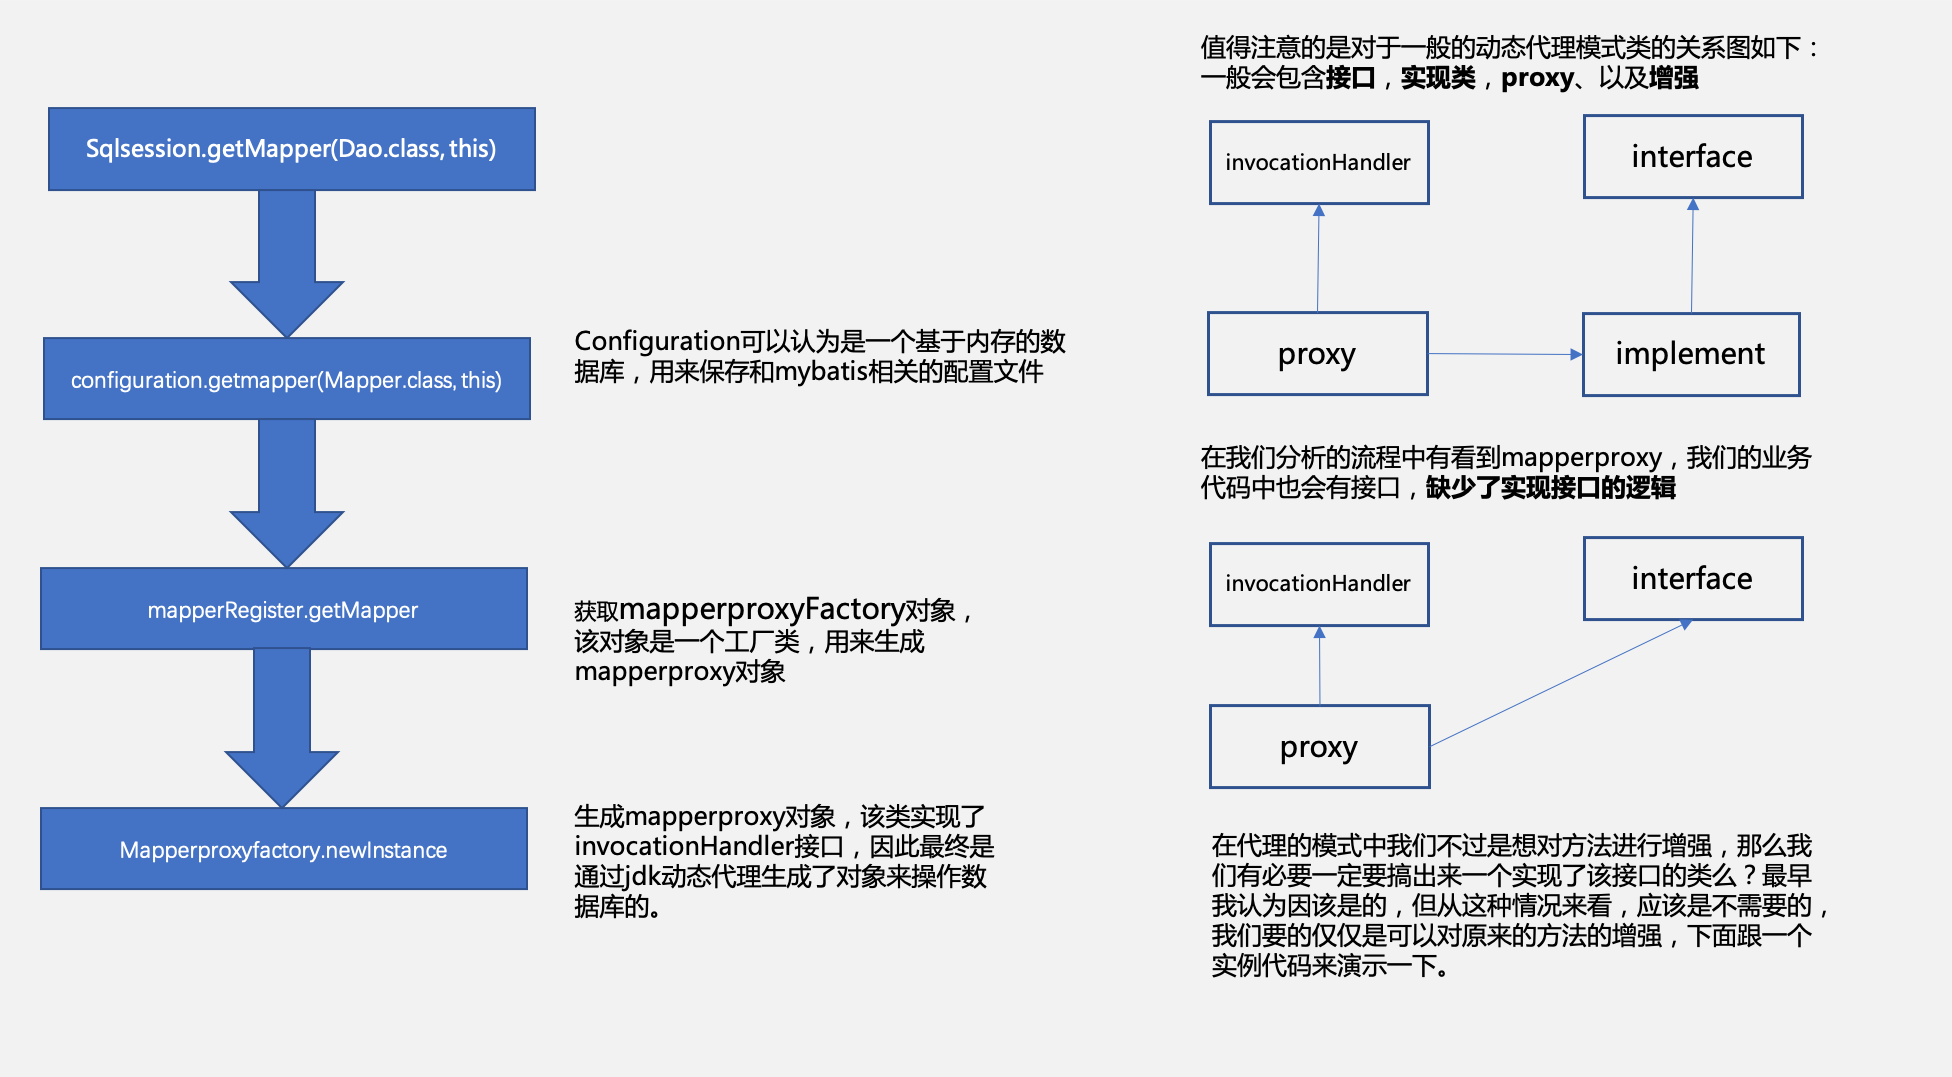 Sqlsession.getMapper(Dao.class, this)
configuration.getmapper(Mapper.class, this)
Configuration可以认为是一个基于内存的数
据库，用来保存和mybatis相关的配置文件
mapperRegister.getMapper
获取mapperproxyFactory对象，
该对象是一个工厂类，用来生成
mapperproxy对象
Mapperproxyfactory.newInstance
生成mapperproxy对象，该类实现了
invocationHandler接口，因此最终是
通过jdk动态代理生成了对象来操作数
据库的。
值得注意的是对于一般的动态代理模式类的关系图如下：
一般会包含接口，实现类，proxy、以及增强
invocationHandler
interface
proxy
implement
在我们分析的流程中有看到mapperproxy，我们的业务
代码中也会有接口，缺少了实现接口的逻辑
invocationHandler
interface
proxy
在代理的模式中我们不过是想对方法进行增强，那么我
们有必要一定要搞出来一个实现了该接口的类么？最早
我认为因该是的，但从这种情况来看，应该是不需要的，
我们要的仅仅是可以对原来的方法的增强，下面跟一个
实例代码来演示一下。